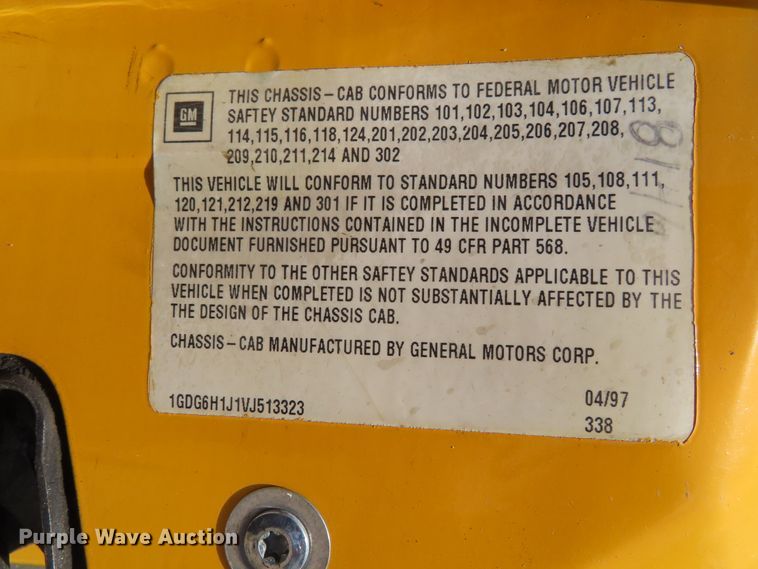 GM
THIS CHASSIS-CAB CONFORMS TO FEDERAL MOTOR VEHICLE
SAFTEY STANDARD NUMBERS 101,102,103,104,106,107,113,
114,115,116,118,124,201,202,203,204,205,206,207,208,
209,210,211,214 AND 302
THIS VEHICLE WILL CONFORM TO STANDARD NUMBERS 105,108,111,
120,121,212,219 AND 301 IF IT IS COMPLETED IN ACCORDANCE
WITH THE INSTRUCTIONS CONTAINED IN THE INCOMPLETE VEHICLE
DOCUMENT FURNISHED PURSUANT TO 49 CFR PART 568.
CONFORMITY TO THE OTHER SAFTEY STANDARDS APPLICABLE TO THIS
VEHICLE WHEN COMPLETED IS NOT SUBSTANTIALLY AFFECTED BY THE
THE DESIGN OF THE CHASSIS CAB.
CHASSIS-CAB MANUFACTURED BY GENERAL MOTORS CORP.
1GDG6H1J1VJ513323
04/97
338
Purple Wave Auction